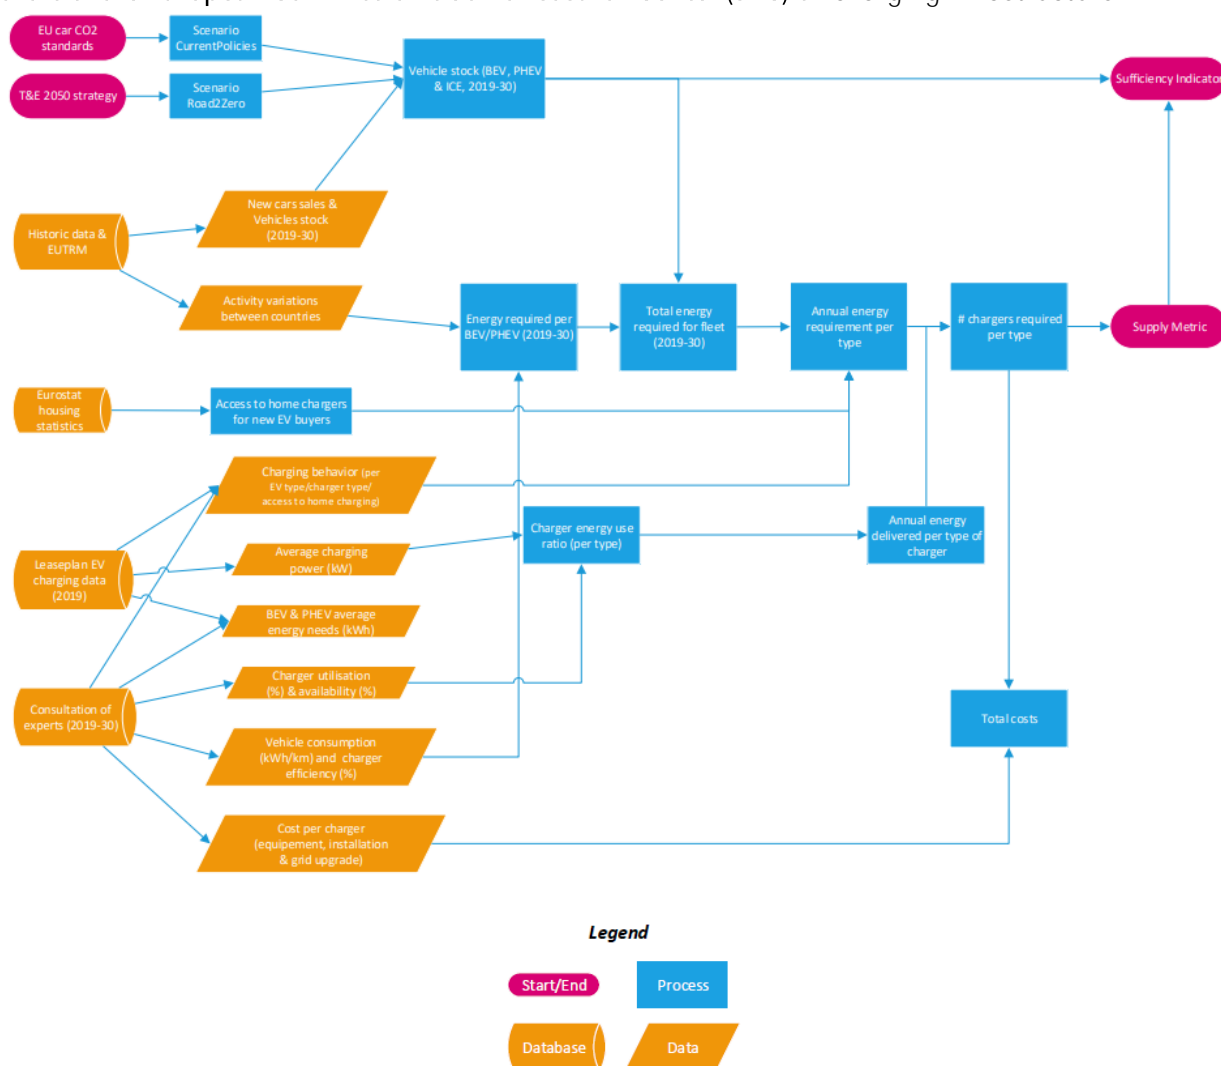 EU car CO2
standards
Scenario
CurrentPolicies
Vehicle stock (BEV, PHEV
& ICE, 2019-30)
Sufficiency Indicator
T&E 2050 strategy
Scenario
Road2Zero
New cars sales &
Vehicles stock
(2019-30)
Historic data &
EUTRM
Activity variations
between countries
Energy required per
BEV/PHEV (2019-30)
Total energy
required for fleet
(2019-30)
Annual energy
requirement per
type
# chargers required
per type
Supply Metric
Eurostat
housing
statistics
Access to home chargers
for new EV buyers
Charging behavior (per
EV type/charger type/
access to home charging)
Leaseplan EV
charging data
(2019)
Average charging
power (kW)
Charger energy use
ratio (per type)
Annual energy
delivered per type of
charger
BEV & PHEV average
energy needs (kWh)
Charger utilisation
(%) & availability (%)
Consultation of
experts (2019-30)
Total costs
Vehicle consumption
(kWh/km) and charger
efficiency (%)
Cost per charger
(equipement, installation
& grid upgrade)
Legend
Start/End
Process
Database
Data